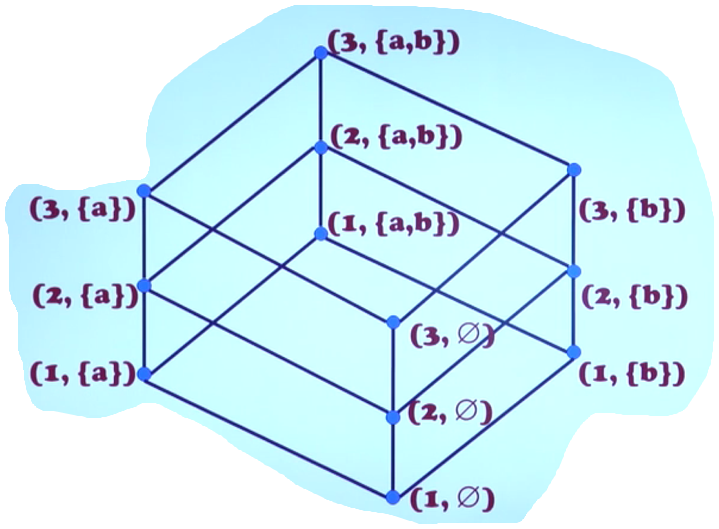 (3, {a,b})
(2, {a,b})
(3, {a})
(3, {b})
(1, {a,b})
(2, {a})
(2, {b})
(3, ∅)
(1, {a})
(1, {b})
(2, ∅)
(1, ∅)